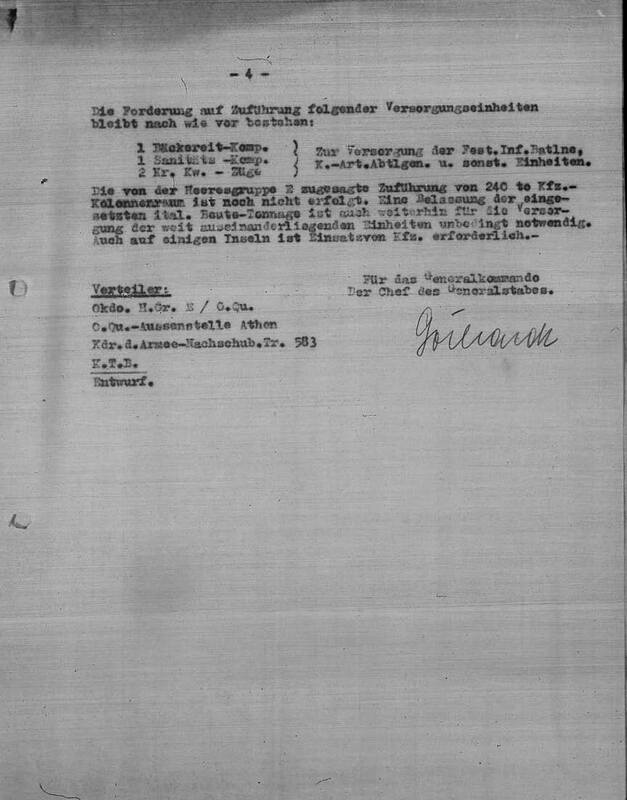 - 4 -
Die Forderung auf Zuführung folgender Versorgungseinheiten
bleibt nach wie vor bestehen:
1 Bäckereit-Komp. } Zur Versorgung der Fest.Inf.Batlne,
1 Sanitäts -Komp. } K.-Art.Abtlgen. u. sonst. Einheiten.
2 Kr. Kw. - Züge }
Die von der Heeresgruppe E zugesagte Zuführung von 240 to Kfz.-
Kolonnenraum ist noch nicht erfolgt. Eine Belassung der einge-
setzten ital. Beute-Tonnage ist auch weiterhin für die Versor-
gung der weit auseinanderliegenden Einheiten unbedingt notwendig.
Auch auf einigen Inseln ist Einsatzvon Kfz. erforderlich.-
Für das Generalkommando
Der Chef des Generalstabes.
Verteiler:
Okdo. H.Gr. E / O.Qu.
O.Qu.-Aussenstelle Athen
Kdr.d.Armee-Nachschub.Tr. 583
K.T.B.
Entwurf.